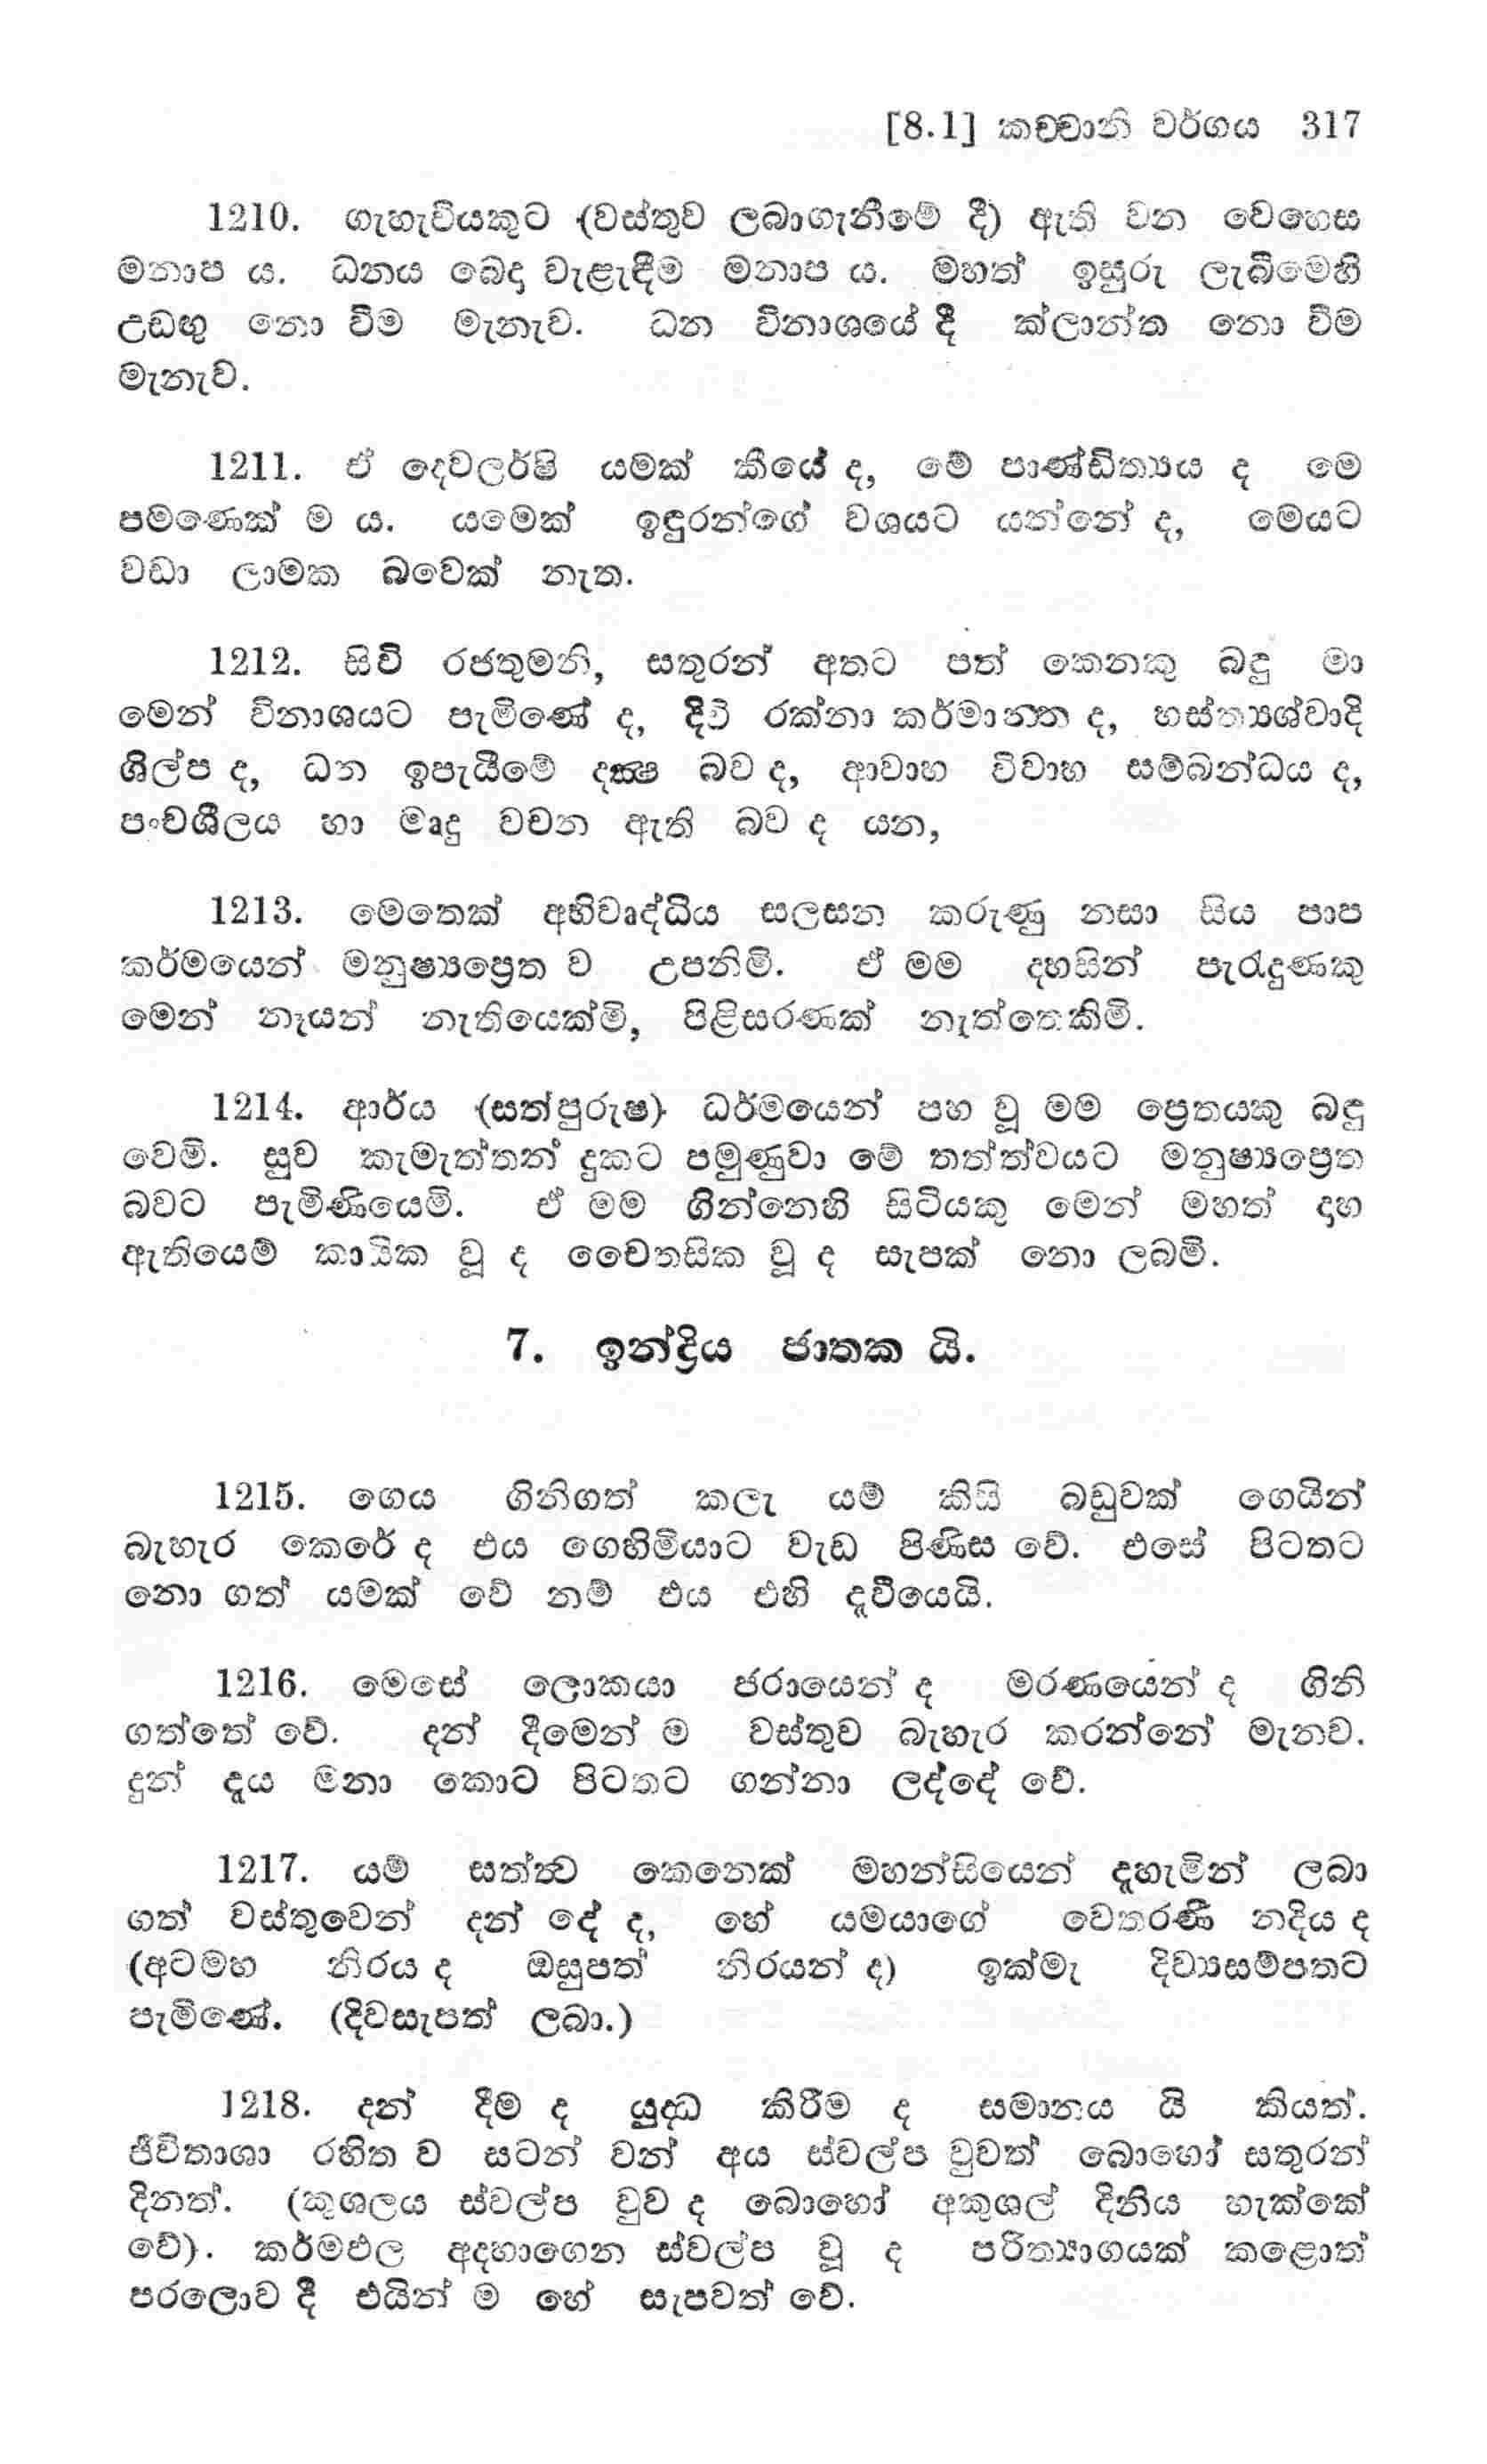 [8.1] කච්චානි වර්ගය 317
1210. ගැහැවියකුට (වස්තුව ලබාගැනීමේ දී) ඇති වන වෙහෙස
මනාප ය. ධනය බෙදා වැළැඳීම මනාප ය. මහත් ඉසුරු ලැබීමෙහි
උඩඟු නො වීම මැනැව. ධන විනාශයේ දී ක්ලාන්ත නො වීම
මැනැව.
1211. ඒ දෙවලර්ෂි යමක් කීයේ ද, මේ පාණ්ඩිත්‍යය ද මෙ
පමණෙක් ම ය. යමෙක් ඉඳුරන්ගේ වශයට යන්නේ ද, මෙයට
වඩා ලාමක බවෙක් නැත.
1212. සිවි රජතුමනි, සතුරන් අතට පත් කෙනකු බඳු මා
මෙන් විනාශයට පැමිණේ ද, දිවි රක්නා කර්මාන්ත ද, හස්ත්‍යශ්වාදි
ශිල්ප ද, ධන ඉපැයීමේ දක්‍ෂ බව ද, ආවාහ විවාහ සම්බන්ධය ද,
පංචශීලය හා මෘදු වචන ඇති බව ද යන,
1213. මෙතෙක් අභිවෘද්ධිය සලසන කරුණු නසා සිය පාප
කර්මයෙන් මනුෂ්‍යප්‍රෙත ව උපනිමි. ඒ මම දහසින් පැරැදුණකු
මෙන් නෑයන් නැතියෙක්මි, පිළිසරණක් නැත්තෙකිමි.
1214. ආර්ය (සත්පුරුෂ) ධර්මයෙන් පහ වූ මම ප්‍රෙතයකු බඳු
වෙමි. සුව කැමැත්තන් දුකට පමුණුවා මේ තත්ත්වයට මනුෂ්‍යප්‍රෙත
බවට පැමිණියෙමි. ඒ මම ගින්නෙහි සිටියකු මෙන් මහත් දාහ
ඇතියෙම් කායික වූ ද චෛතසික වූ ද සැපක් නො ලබමි.
7. ඉන්ද්‍රිය ජාතක යි.
1215. ගෙය ගිනිගත් කලැ යම් කිසි බඩුවක් ගෙයින්
බැහැර කෙරේ ද එය ගෙහිමියාට වැඩ පිණිස වේ. එසේ පිටතට
නො ගත් යමක් වේ නම් එය එහි දැවීයෙයි.
1216. මෙසේ ලොකයා ජරායෙන් ද මරණයෙන් ද ගිනි
ගත්තේ වේ. දන් දීමෙන් ම වස්තුව බැහැර කරන්නේ මැනව.
දුන් දැය මනා කොට පිටතට ගන්නා ලද්දේ වේ.
1217. යම් සත්ත්‍ව කෙනෙක් මහන්සියෙන් දැහැමින් ලබා
ගත් වස්තුවෙන් දන් දේ ද, හේ යමයාගේ වෙතරණී නදිය ද
(අටමහ නිරය ද ඔසුපත් නිරයන් ද) ඉක්මැ දිව්‍යසම්පතට
පැමිණේ. (දිවසැපත් ලබා.)
1218. දන් දීම ද යුද්ධ කිරීම ද සමානය යි කියත්.
ජීවිතාශා රහිත ව සටන් වන් අය ස්වල්ප වුවත් බොහෝ සතුරන්
දිනත්. (කුශලය ස්වල්ප වුව ද බොහෝ අකුශල් දිනිය හැක්කේ
වේ). කර්මඵල අදහාගෙන ස්වල්ප වූ ද පරිත්‍යාගයක් කළොත්
පරලොව දී එයින් ම හේ සැපවත් වේ.